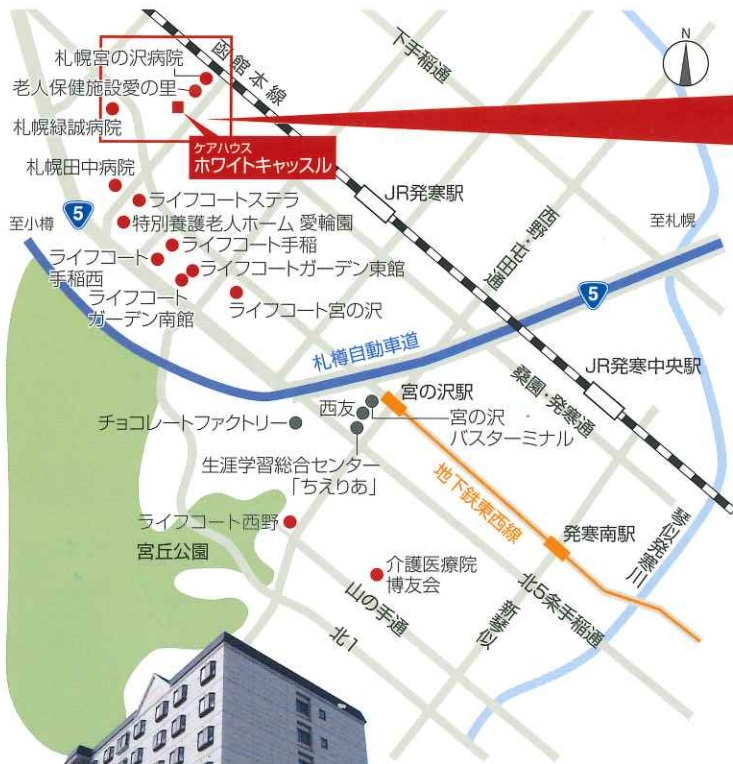 札幌宮の沢病院
老人保健施設愛の里
札幌緑誠病院
函館本線
下手稲通
N
ケアハウス
ホワイトキャッスル
札幌田中病院
JR発寒駅
ライフコートステラ
特別養護老人ホーム 愛輪園
5
至小樽
至札幌
西野・屯田通
ライフコート手稲
ライフコート
手稲西
ライフコートガーデン東館
ライフコート
ガーデン南館
ライフコート宮の沢
5
札樽自動車道
JR発寒中央駅
桑園・発寒通
宮の沢駅
西友
宮の沢
バスターミナル
チョコレートファクトリー
生涯学習総合センター
「ちえりあ」
地下鉄東西線
発寒南駅
琴似発寒川
ライフコート西野
宮丘公園
介護医療院
博友会
山の手通
北1
新琴似
北5条手稲通